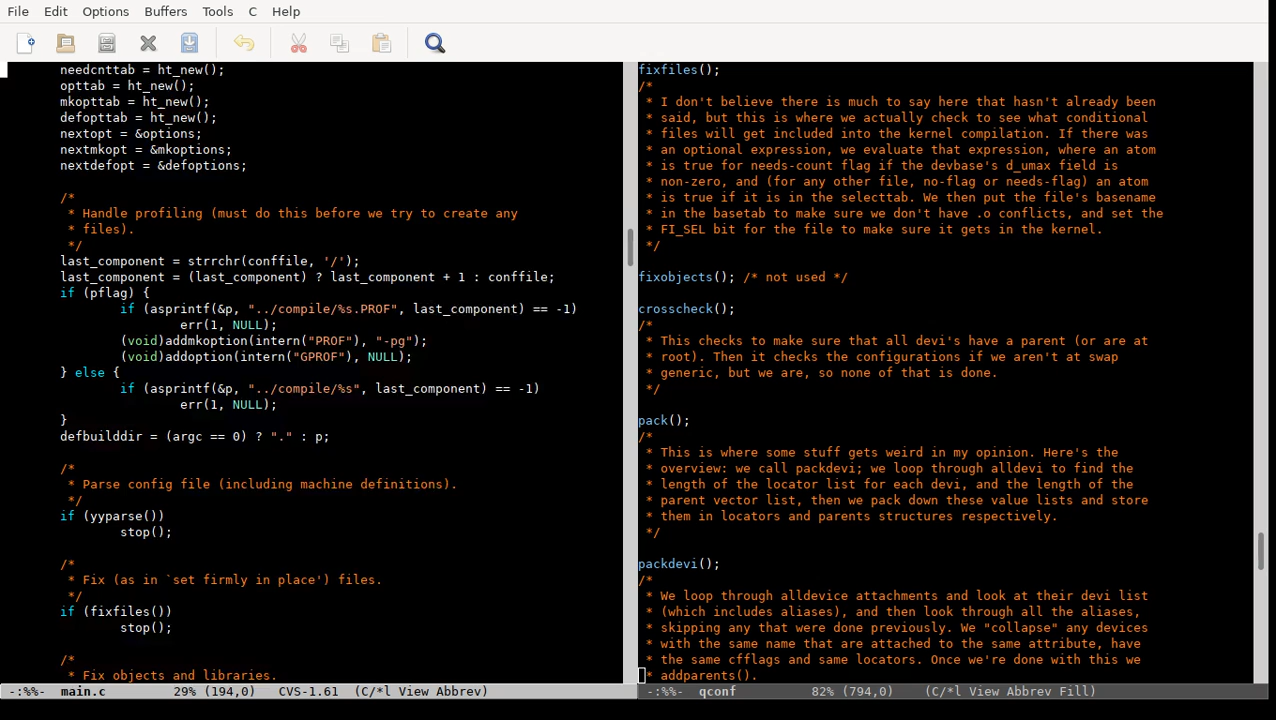 File Edit Options Buffers Tools C Help
needcnttab = ht_new();
opttab = ht_new();
mkopttab = ht_new();
defopttab = ht_new();
nextopt = &options;
nextmkopt = &mkoptions;
nextdefopt = &defoptions;
/*
* Handle profiling (must do this before we try to create any
* files).
*/
last_component = strrchr(conffile, '/');
last_component = (last_component) ? last_component + 1 : conffile;
if (pflag) {
if (asprintf(&p, "../compile/%s.PROF", last_component) == -1)
err(1, NULL);
(void)addmkoption(intern("PROF"), "-pg");
(void)addoption(intern("GPROF"), NULL);
} else {
if (asprintf(&p, "../compile/%s", last_component) == -1)
err(1, NULL);
}
defbuilddir = (argc == 0) ? "." : p;
/*
* Parse config file (including machine definitions).
*/
if (yyparse())
stop();
/*
* Fix (as in `set firmly in place') files.
*/
if (fixfiles())
stop();
/*
* Fix objects and libraries.
-:%%- main.c 29% (194,0) CVS-1.61 (C/*l View Abbrev)
fixfiles();
/*
* I don't believe there is much to say here that hasn't already been
* said, but this is where we actually check to see what conditional
* files will get included into the kernel compilation. If there was
* an optional expression, we evaluate that expression, where an atom
* is true for needs-count flag if the devbase's d_umax field is
* non-zero, and (for any other file, no-flag or needs-flag) an atom
* is true if it is in the selecttab. We then put the file's basename
* in the basetab to make sure we don't have .o conflicts, and set the
* FI_SEL bit for the file to make sure it gets in the kernel.
*/
fixobjects(); /* not used */
crosscheck();
/*
* This checks to make sure that all devi's have a parent (or are at
* root). Then it checks the configurations if we aren't at swap
* generic, but we are, so none of that is done.
*/
pack();
/*
* This is where some stuff gets weird in my opinion. Here's the
* overview: we call packdevi; we loop through alldevi to find the
* length of the locator list for each devi, and the length of the
* parent vector list, then we pack down these value lists and store
* them in locators and parents structures respectively.
*/
packdevi();
/*
* We loop through alldevice attachments and look at their devi list
* (which includes aliases), and then look through all the aliases,
* skipping any that were done previously. We "collapse" any devices
* with the same name that are attached to the same attribute, have
* the same cfflags and same locators. Once we're done with this we
* addparents().
-:%%- qconf 82% (794,0) (C/*l View Abbrev Fill)